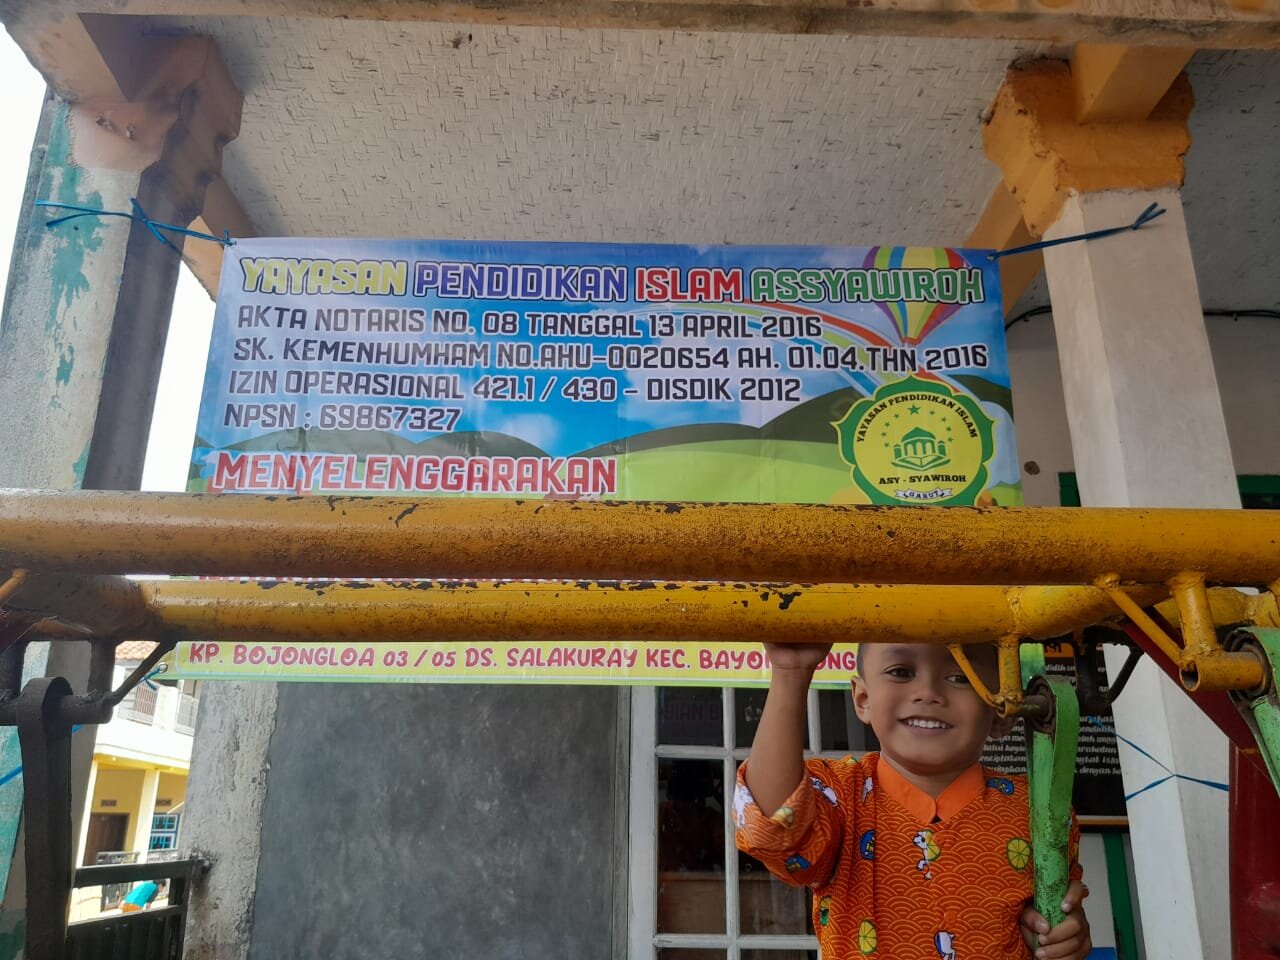 YAYASAN PENDIDIKAN ISLAM ASSYAWIROH
AKTA NOTARIS NO. 08 TANGGAL 13 APRIL 2016
SK. KEMENHUMHAM NO.AHU-0020654 AH. 01.04.THN 2016
IZIN OPERASIONAL 421.1 / 430 - DISDIK 2012
NPSN : 69867327
MENYELENGGARAKAN
YAYASAN PENDIDIKAN ISLAM
ASY - SYAWIROH
GARUT
KP. BOJONGLOA 03 / 05 DS. SALAKURAY KEC. BAYON